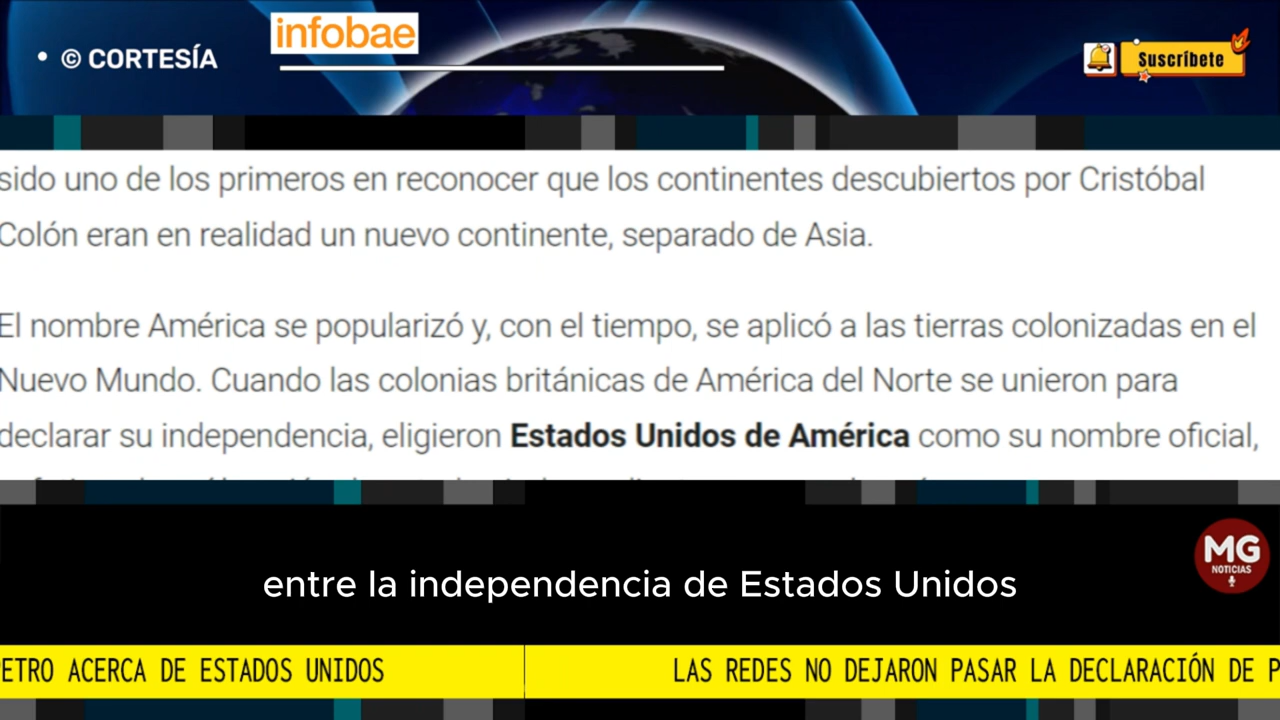 infobae
• © CORTESÍA
Suscríbete
sido uno de los primeros en reconocer que los continentes descubiertos por Cristóbal
Colón eran en realidad un nuevo continente, separado de Asia.
El nombre América se popularizó y, con el tiempo, se aplicó a las tierras colonizadas en el
Nuevo Mundo. Cuando las colonias británicas de América del Norte se unieron para
declarar su independencia, eligieron Estados Unidos de América como su nombre oficial,
MG
NOTICIAS
entre la independencia de Estados Unidos
ETRO ACERCA DE ESTADOS UNIDOS
LAS REDES NO DEJARON PASAR LA DECLARACIÓN DE P